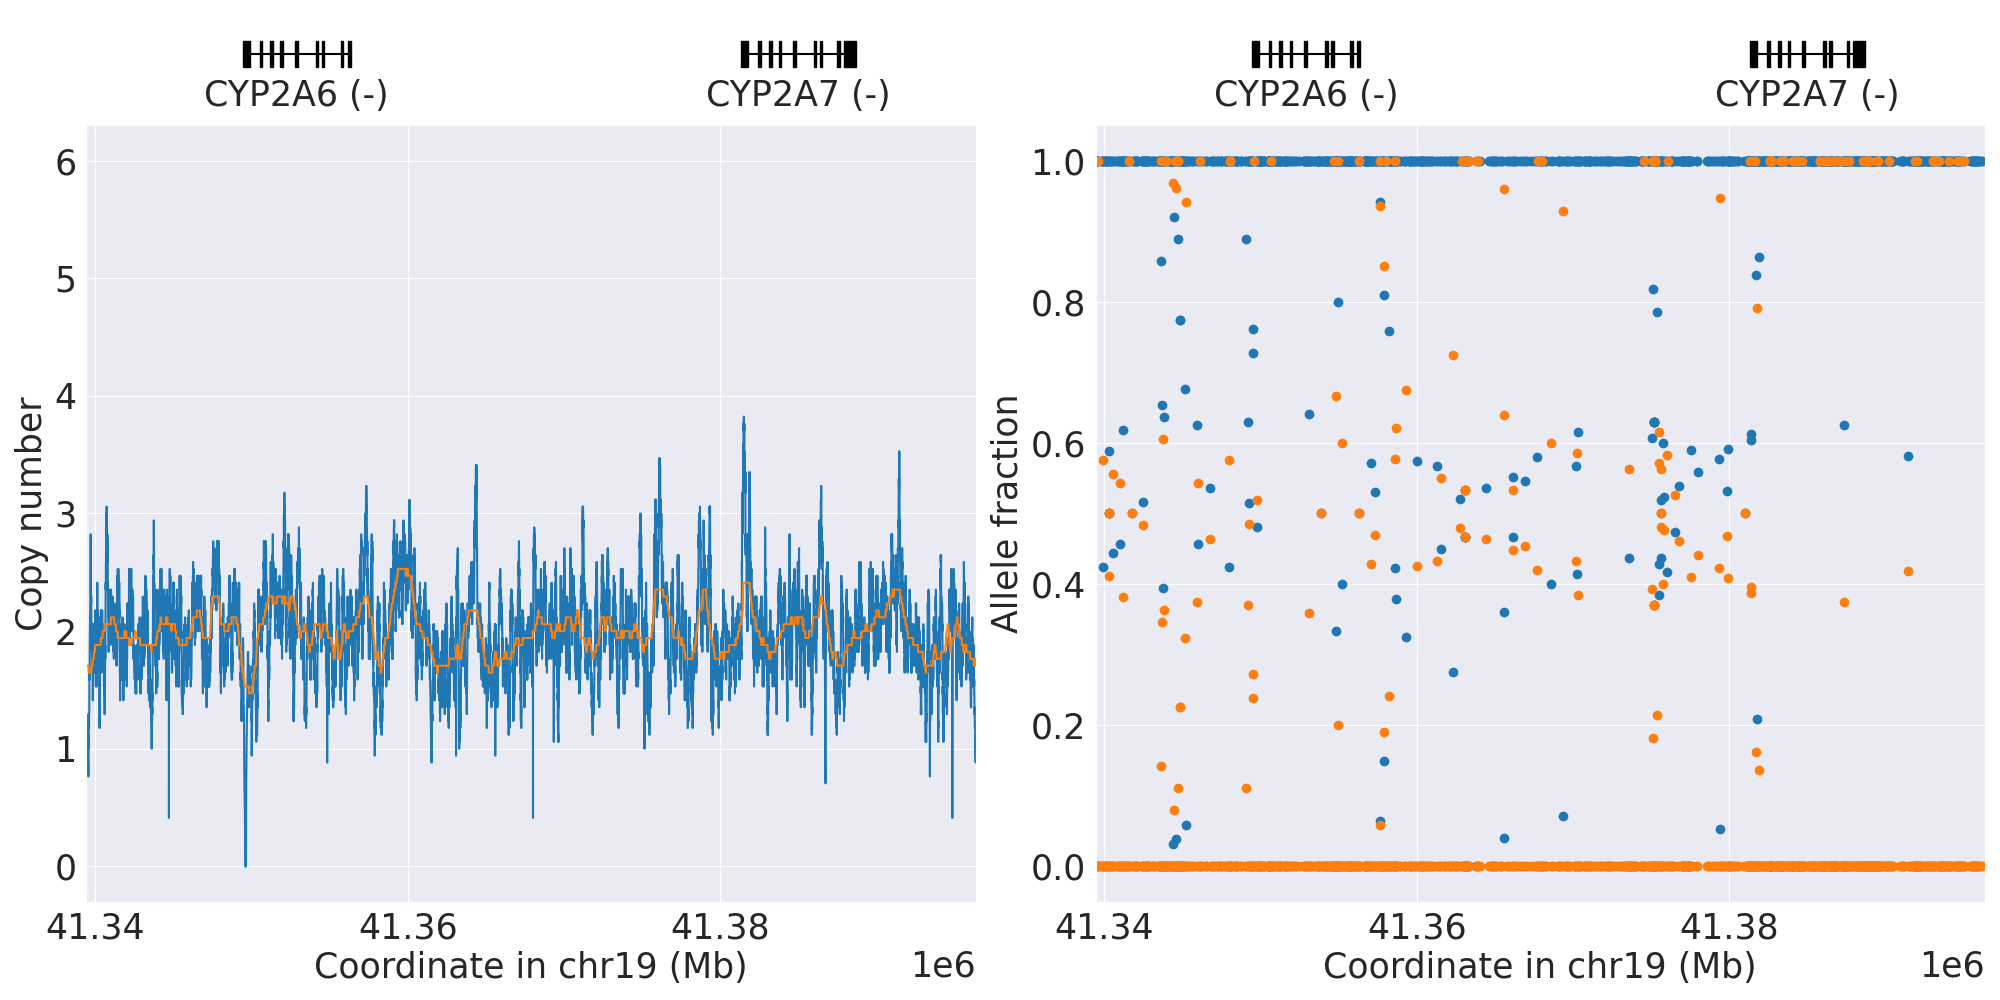 CYP2A6 (-)
CYP2A7 (-)
CYP2A6 (-)
CYP2A7 (-)
Copy number
6
5
4
3
2
1
0
41.34
41.36
41.38
Coordinate in chr19 (Mb)
1e6
Allele fraction
1.0
0.8
0.6
0.4
0.2
0.0
41.34
41.36
41.38
Coordinate in chr19 (Mb)
1e6